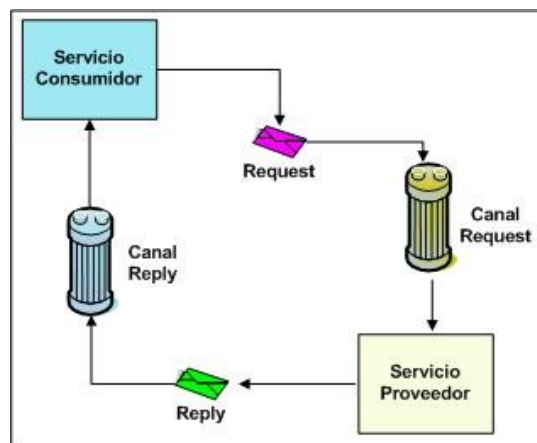 Servicio
Consumidor
Request
Canal
Request
Canal
Reply
Servicio
Proveedor
Reply